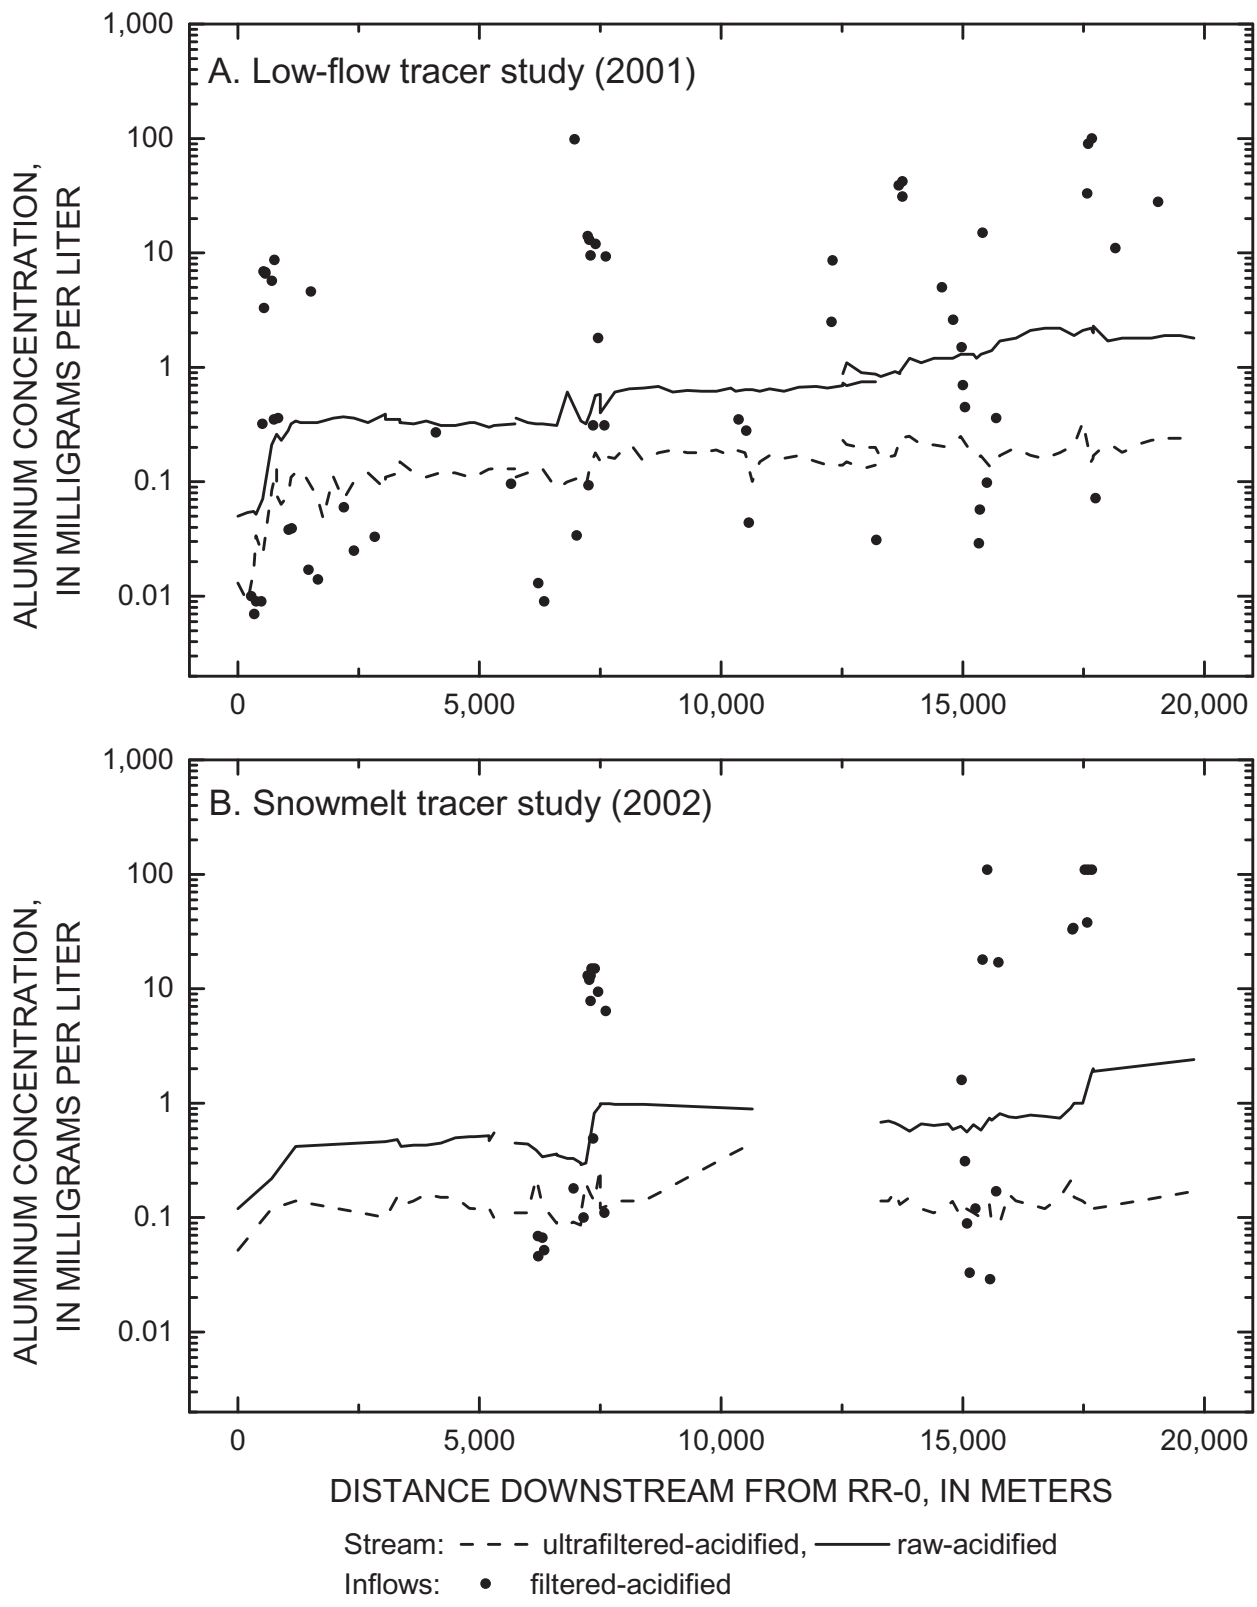 A. Low-flow tracer study (2001)
ALUMINUM CONCENTRATION,
IN MILLIGRAMS PER LITER
1,000
100
10
1
0.1
0.01
0 5,000 10,000 15,000 20,000
B. Snowmelt tracer study (2002)
ALUMINUM CONCENTRATION,
IN MILLIGRAMS PER LITER
1,000
100
10
1
0.1
0.01
0 5,000 10,000 15,000 20,000
DISTANCE DOWNSTREAM FROM RR-0, IN METERS
Stream: ultrafiltered-acidified, raw-acidified
Inflows: filtered-acidified